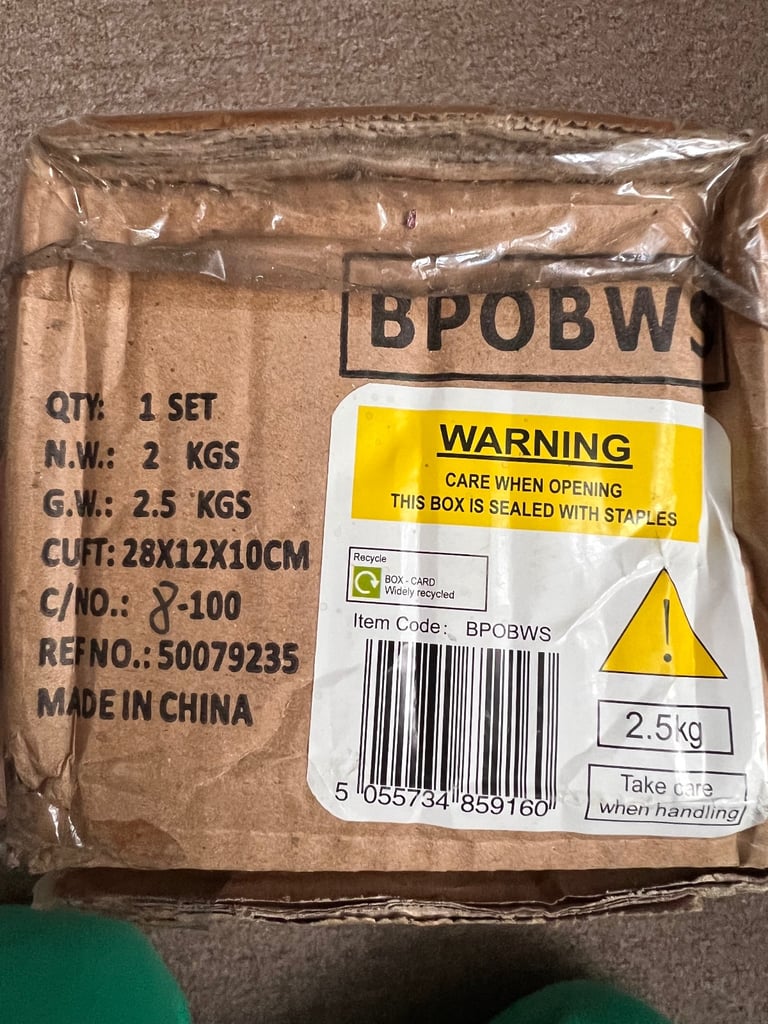 BPOBWS
QTY: 1 SET
N.W.: 2 KGS
G.W.: 2.5 KGS
CUFT: 28X12X10CM
C/NO.: 8-100
REF NO.: 50079235
MADE IN CHINA
WARNING
CARE WHEN OPENING
THIS BOX IS SEALED WITH STAPLES
Recycle
BOX - CARD
Widely recycled
Item Code: BPOBWS
5 055734 859160
!
2.5kg
Take care
when handling